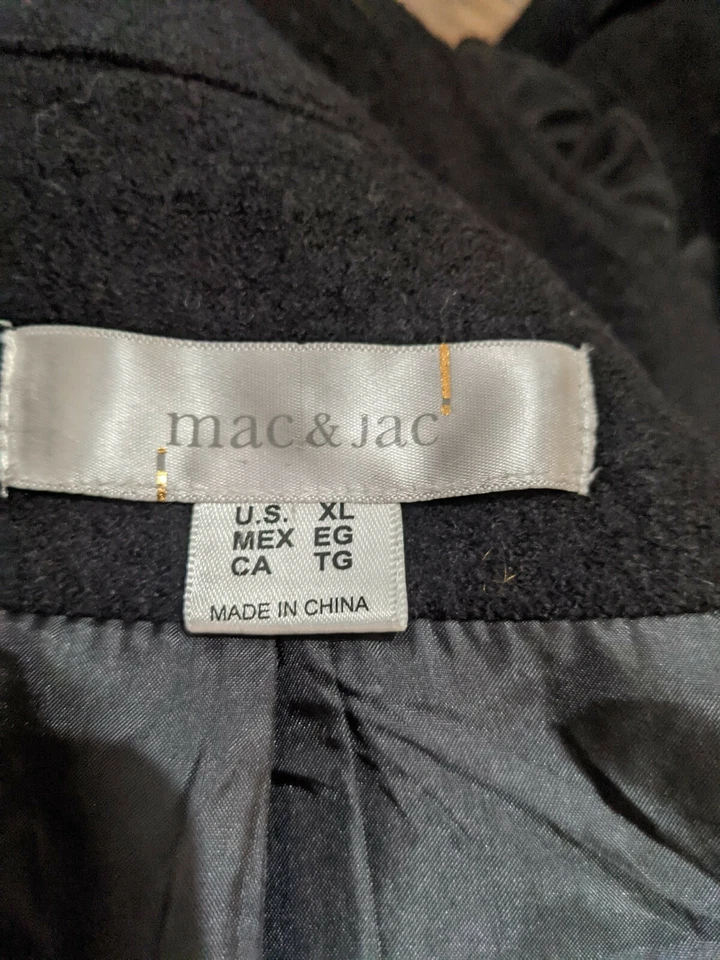 mac & jac
U.S. XL
MEX EG
CA TG
MADE IN CHINA